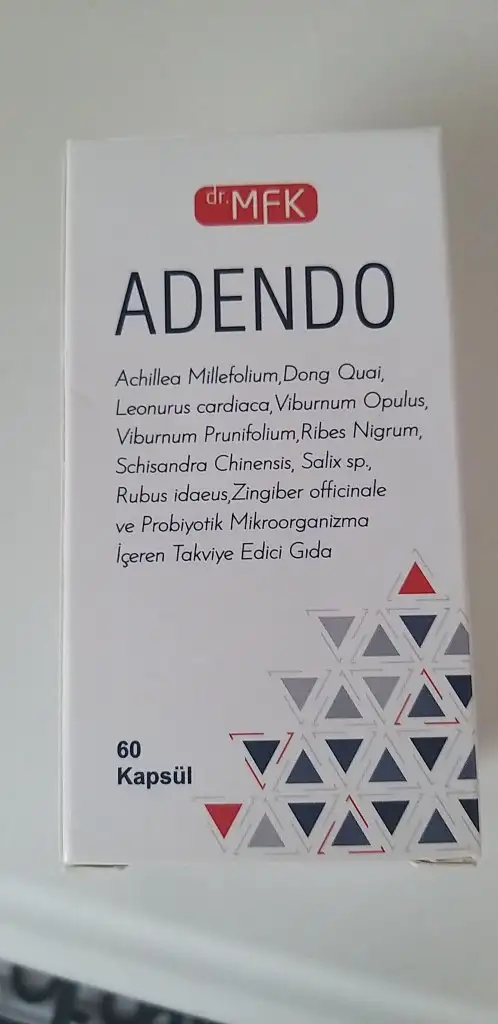 dr.MFK
ADENDO
Achillea Millefolium,Dong Quai,
Leonurus cardiaca,Viburnum Opulus,
Viburnum Prunifolium,Ribes Nigrum,
Schisandra Chinensis, Salix sp.,
Rubus idaeus,Zingiber officinale
ve Probiyotik Mikroorganizma
İçeren Takviye Edici Gıda
60
Kapsül